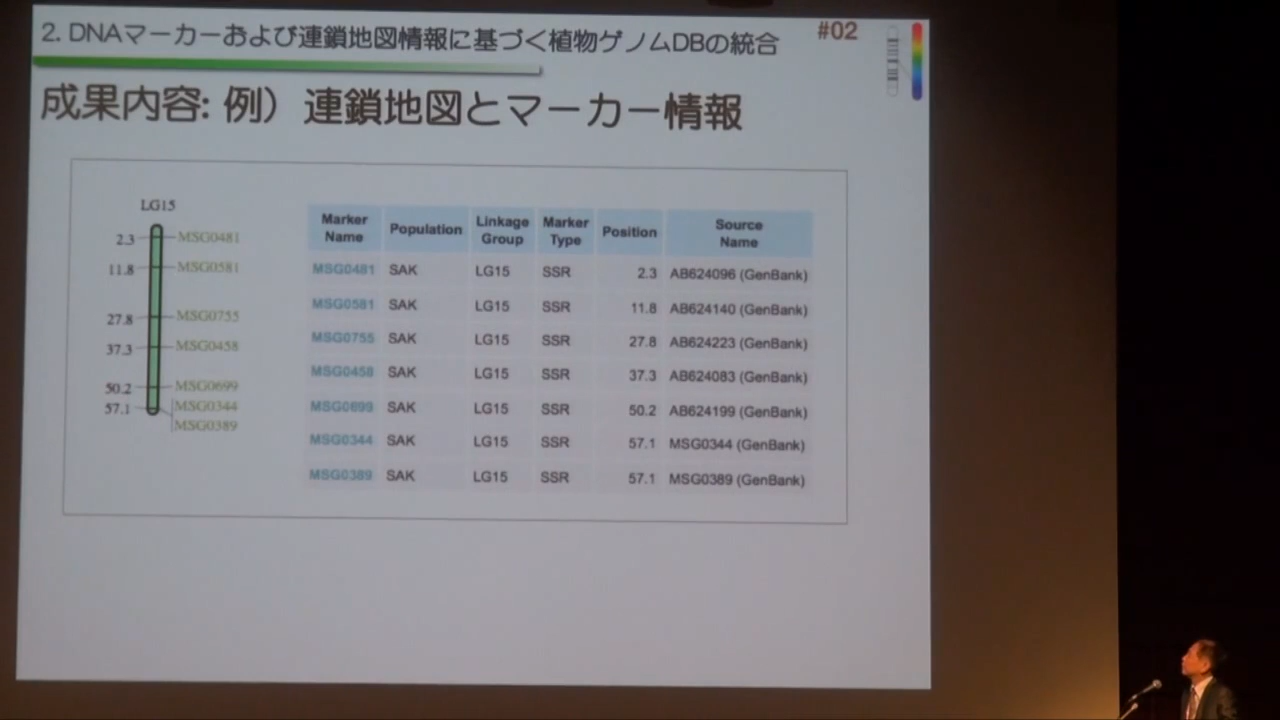 2. DNAマーカーおよび連鎖地図情報に基づく植物ゲノムDBの統合
#02
成果内容: 例）連鎖地図とマーカー情報
LG15
2.3 MSG0481
11.8 MSG0581
27.8 MSG0755
37.3 MSG0458
50.2 MSG0699
57.1 MSG0344
MSG0389
Marker Name Population Linkage Group Marker Type Position Source Name
MSG0481 SAK LG15 SSR 2.3 AB624096 (GenBank)
MSG0581 SAK LG15 SSR 11.8 AB624140 (GenBank)
MSG0755 SAK LG15 SSR 27.8 AB624223 (GenBank)
MSG0458 SAK LG15 SSR 37.3 AB624083 (GenBank)
MSG0699 SAK LG15 SSR 50.2 AB624199 (GenBank)
MSG0344 SAK LG15 SSR 57.1 MSG0344 (GenBank)
MSG0389 SAK LG15 SSR 57.1 MSG0389 (GenBank)